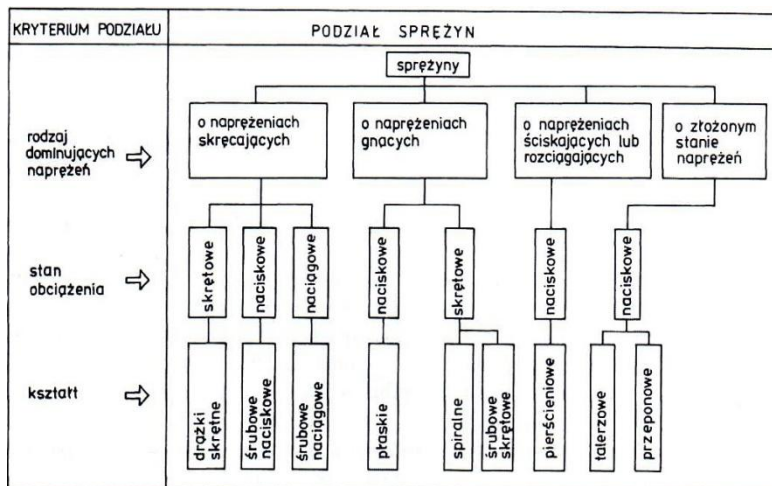 KRYTERIUM PODZIAŁU
PODZIAŁ SPRĘŻYN
sprężyny
rodzaj
dominujących
naprężeń
o naprężeniach
skręcających
o naprężeniach
gnących
o naprężeniach
ściskających lub
rozciągających
o złożonym
stanie
naprężeń
stan
obciążenia
skrętowe
naciskowe
naciągowe
naciskowe
skrętowe
naciskowe
naciskowe
kształt
drążki
skrętne
śrubowe
naciskowe
śrubowe
naciągowe
płaskie
spiralne
śrubowe
skrętowe
pierścieniowe
talerzowe
przeponowe